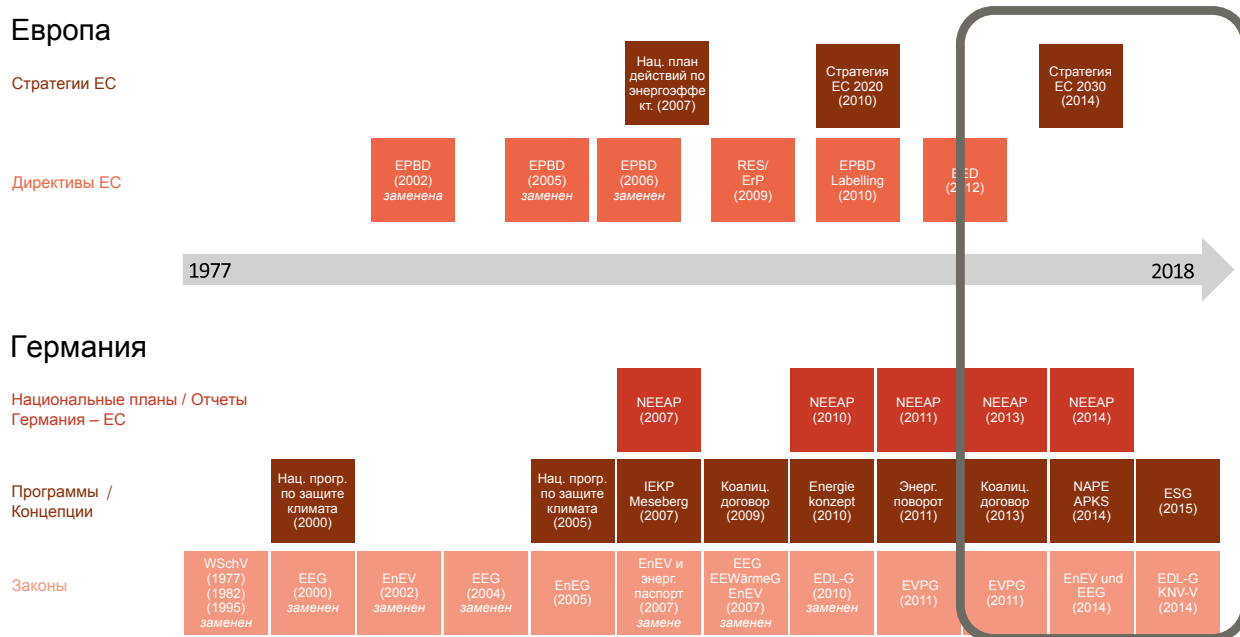 Европа
Стратегии ЕС
Нац. план
действий по
энергоэффе
кт. (2007)
Стратегия
ЕС 2020
(2010)
Стратегия
ЕС 2030
(2014)
Директивы ЕС
EPBD
(2002)
заменена
EPBD
(2005)
заменен
EPBD
(2006)
заменен
RES/
ErP
(2009)
EPBD
Labelling
(2010)
EED
(2012)
1977
2018
Германия
Национальные планы / Отчеты
Германия – ЕС
NEEAP
(2007)
NEEAP
(2010)
NEEAP
(2011)
NEEAP
(2013)
NEEAP
(2014)
Программы /
Концепции
Нац. прогр.
по защите
климата
(2000)
Нац. прогр.
по защите
климата
(2005)
IEKP
Meseberg
(2007)
Коалиц.
договор
(2009)
Energie
konzept
(2010)
Энерг.
поворот
(2011)
Коалиц.
договор
(2013)
NAPE
APKS
(2014)
ESG
(2015)
Законы
WSchV
(1977)
(1982)
(1995)
заменен
EEG
(2000)
заменен
EnEV
(2002)
заменен
EEG
(2004)
заменен
EnEG
(2005)
EnEV и
энерг.
паспорт
(2007)
замене
EEG
EEWärmeG
EnEV
(2007)
заменен
EDL-G
(2010)
заменен
EVPG
(2011)
EVPG
(2011)
EnEV und
EEG
(2014)
EDL-G
KNV-V
(2014)